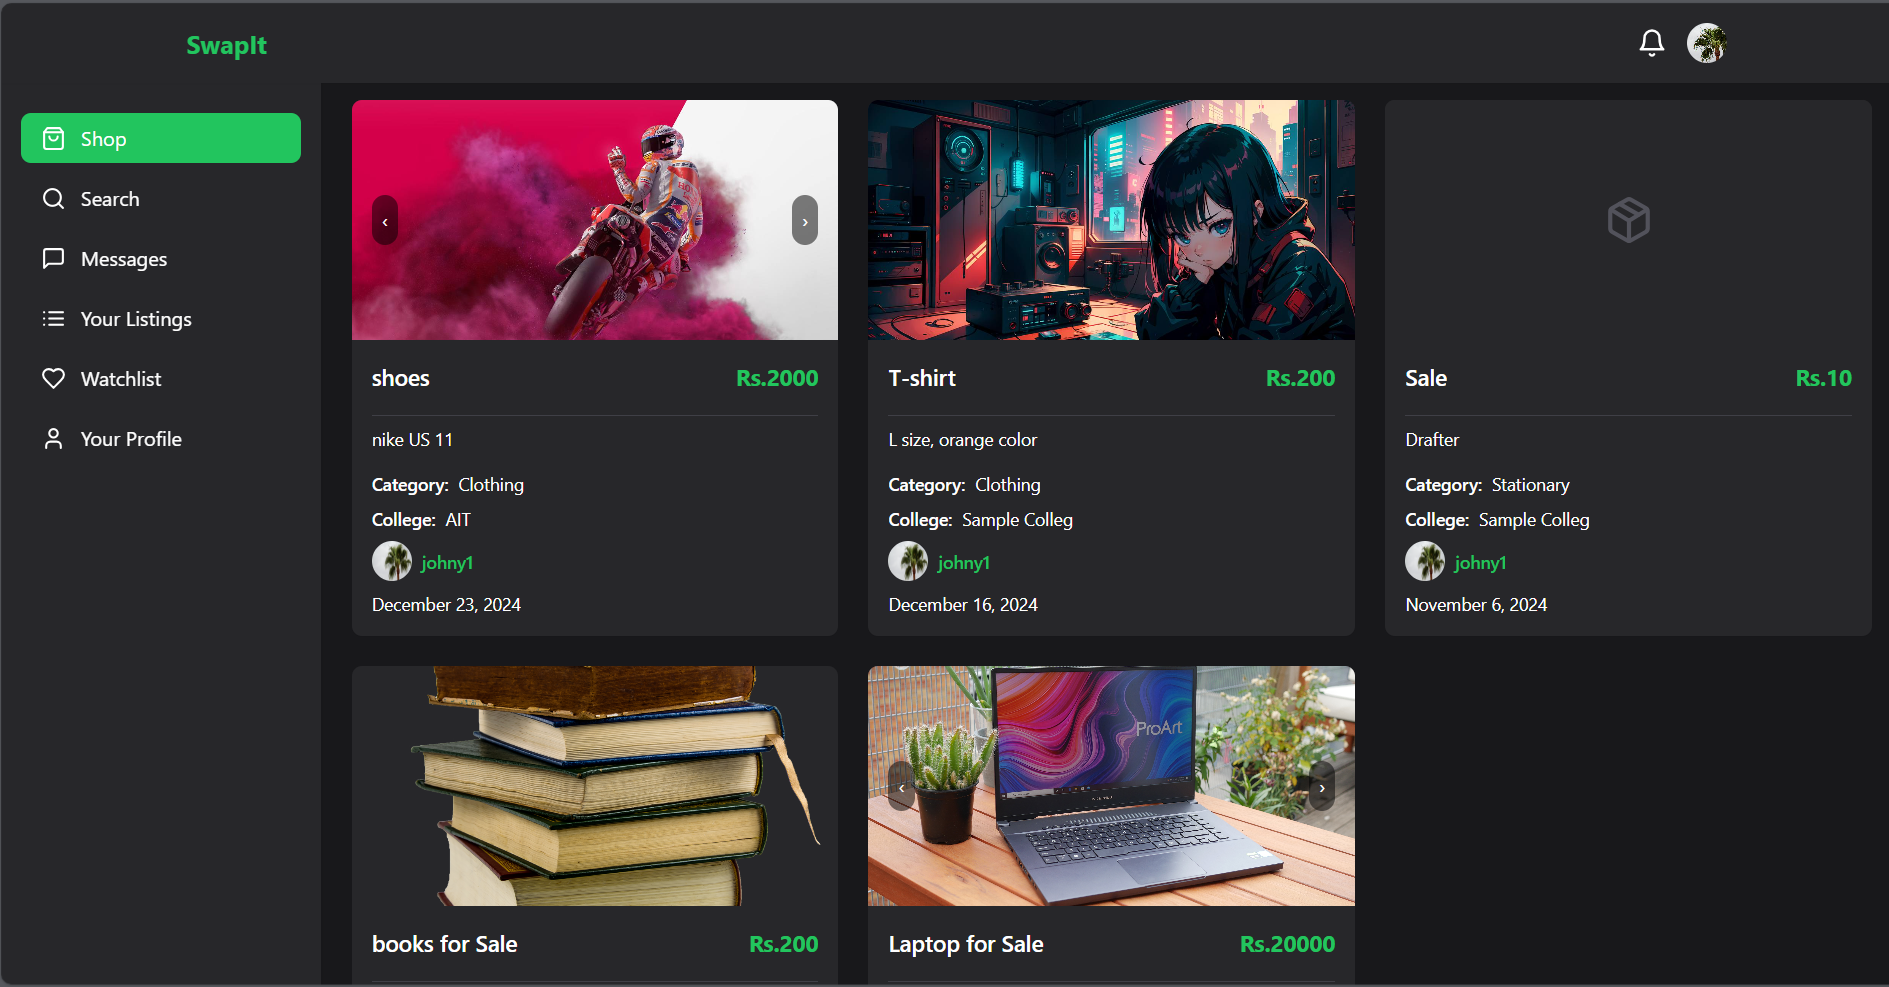 SwapIt
Shop
Search
Messages
Your Listings
Watchlist
Your Profile
‹
›
shoes
Rs.2000
nike US 11
Category: Clothing
College: AIT
johny1
December 23, 2024
T-shirt
Rs.200
L size, orange color
Category: Clothing
College: Sample Colleg
johny1
December 16, 2024
Sale
Rs.10
Drafter
Category: Stationary
College: Sample Colleg
johny1
November 6, 2024
books for Sale
Rs.200
ProArt
‹
›
Laptop for Sale
Rs.20000